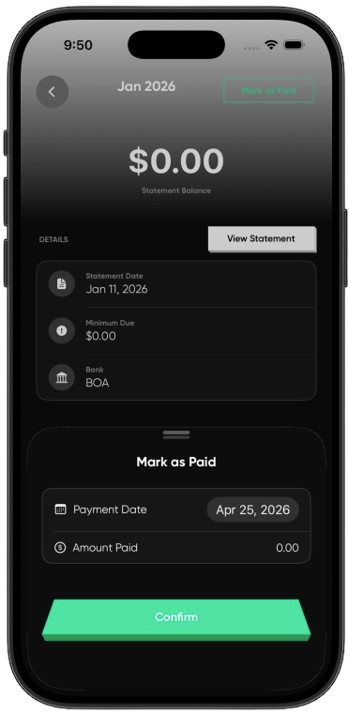 9:50
Jan 2026
Mark as Paid
$0.00
Statement Balance
DETAILS
View Statement
Statement Date
Jan 11, 2026
Minimum Due
$0.00
Bank
BOA
Mark as Paid
Payment Date
Apr 25, 2026
Amount Paid
0.00
Confirm